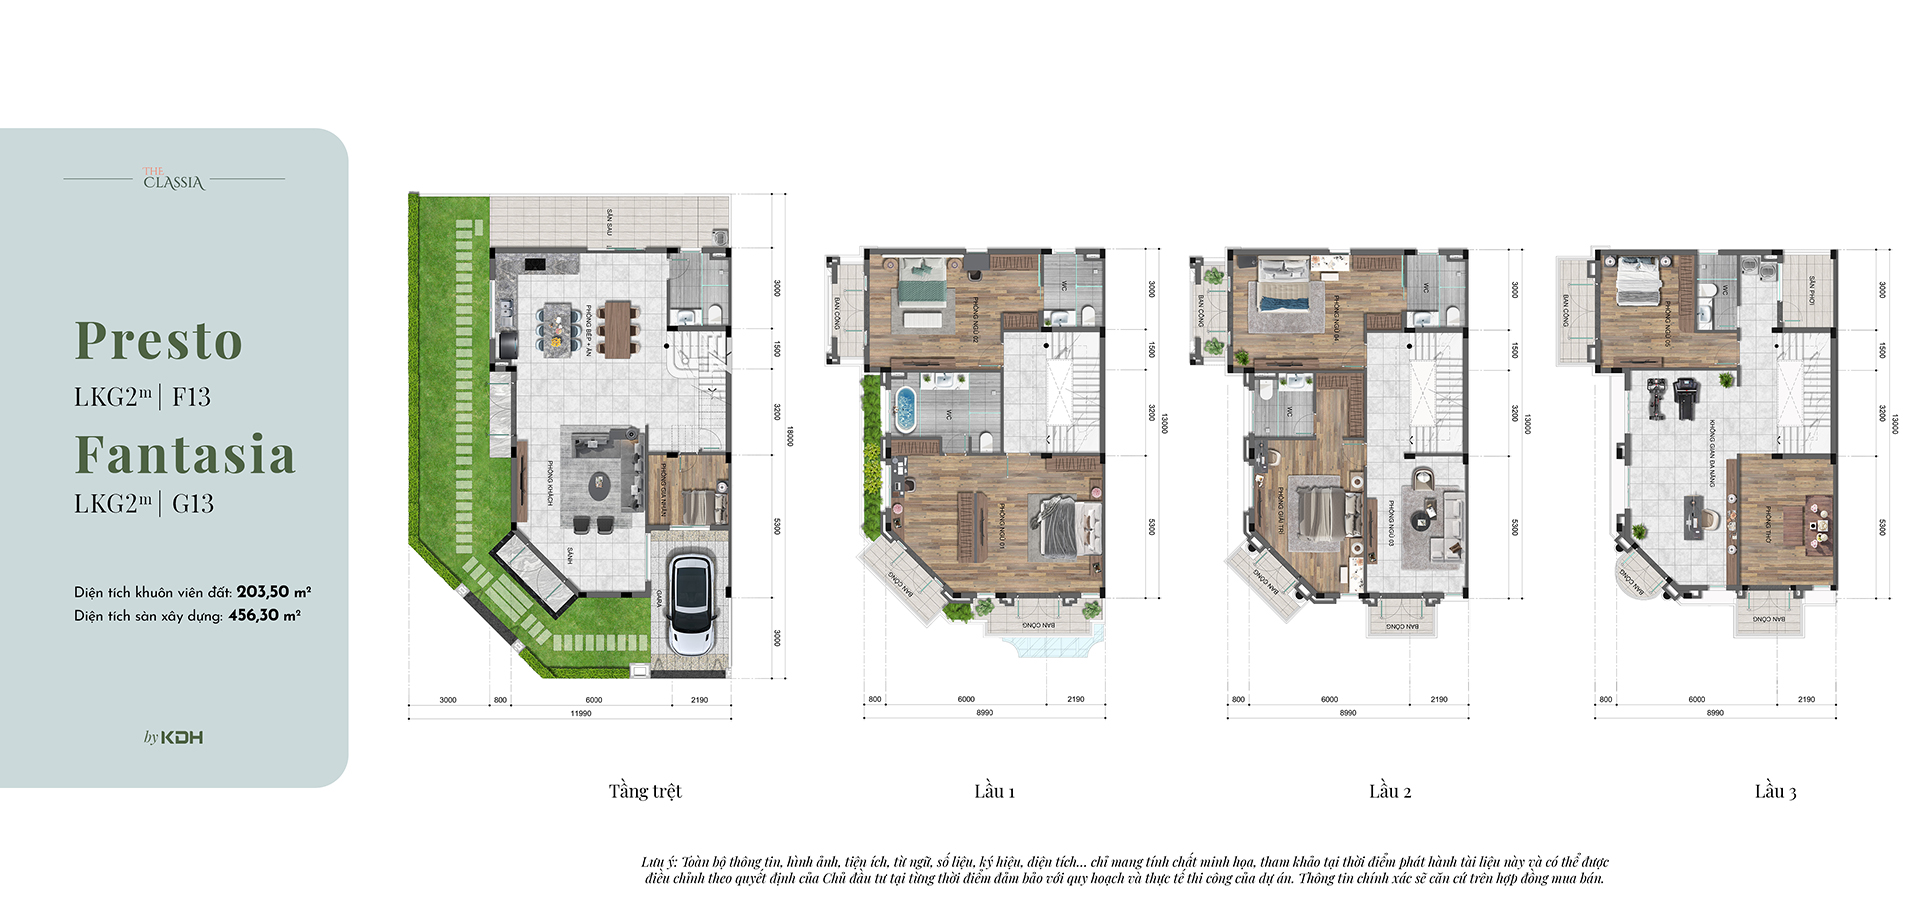 THE
CLASSIA
Presto
LKG2ᵐ| F13
Fantasia
LKG2ᵐ| G13
Diện tích khuôn viên đất: 203,50 m²
Diện tích sàn xây dựng: 456,30 m²
by KDH
SÂN SAU
PHÒNG BẾP + ĂN
PHÒNG KHÁCH
PHÒNG GIA NHÂN
SẢNH
GARA
3000
1500
3200
5300
3000
18000
3000
800
6000
2190
11990
Tầng trệt
BAN CÔNG
PHÒNG NGỦ 02
WC
WC
PHÒNG NGỦ 01
BAN CÔNG
BAN CÔNG
3000
1500
3200
5300
13000
800
6000
2190
8990
Lầu 1
BAN CÔNG
PHÒNG NGỦ 04
WC
WC
PHÒNG GIẢI TRÍ
PHÒNG NGỦ 03
BAN CÔNG
BAN CÔNG
3000
1500
3200
5300
13000
800
6000
2190
8990
Lầu 2
BAN CÔNG
PHÒNG NGỦ 05
WC
SÂN PHƠI
KHÔNG GIAN ĐA NĂNG
PHÒNG THỜ
BAN CÔNG
BAN CÔNG
3000
1500
3200
5300
13000
800
6000
2190
8990
Lầu 3
Lưu ý: Toàn bộ thông tin, hình ảnh, tiện ích, từ ngữ, số liệu, ký hiệu, diện tích... chỉ mang tính chất minh họa, tham khảo tại thời điểm phát hành tài liệu này và có thể được
điều chỉnh theo quyết định của Chủ đầu tư tại từng thời điểm đảm bảo với quy hoạch và thực tế thi công của dự án. Thông tin chính xác sẽ căn cứ trên hợp đồng mua bán.